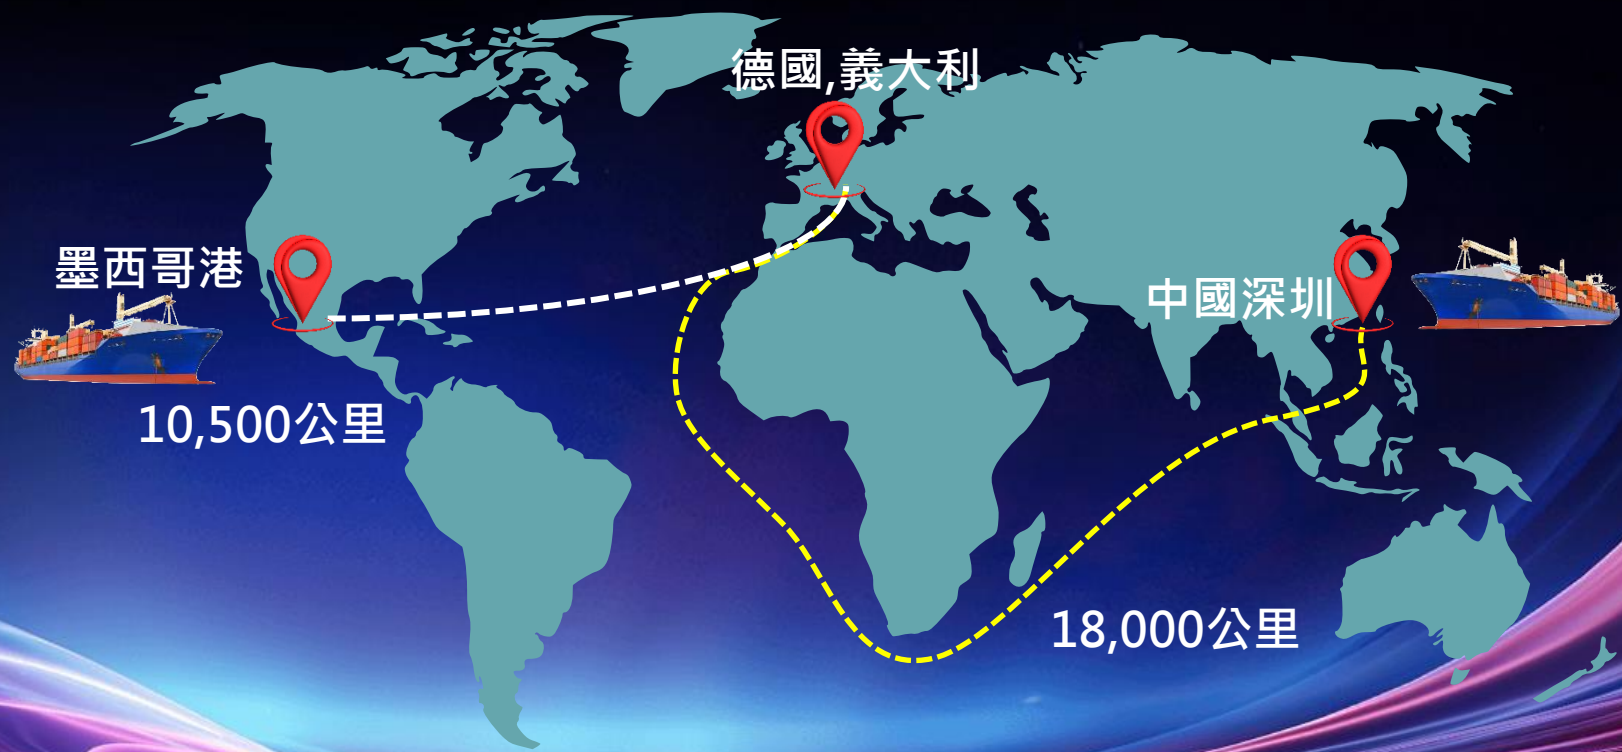 德國,義大利
墨西哥港
中國深圳
10,500公里
18,000公里